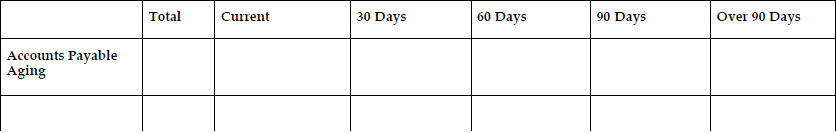 Total Current 30 Days 60 Days 90 Days Over 90 Days
Accounts Payable
Aging